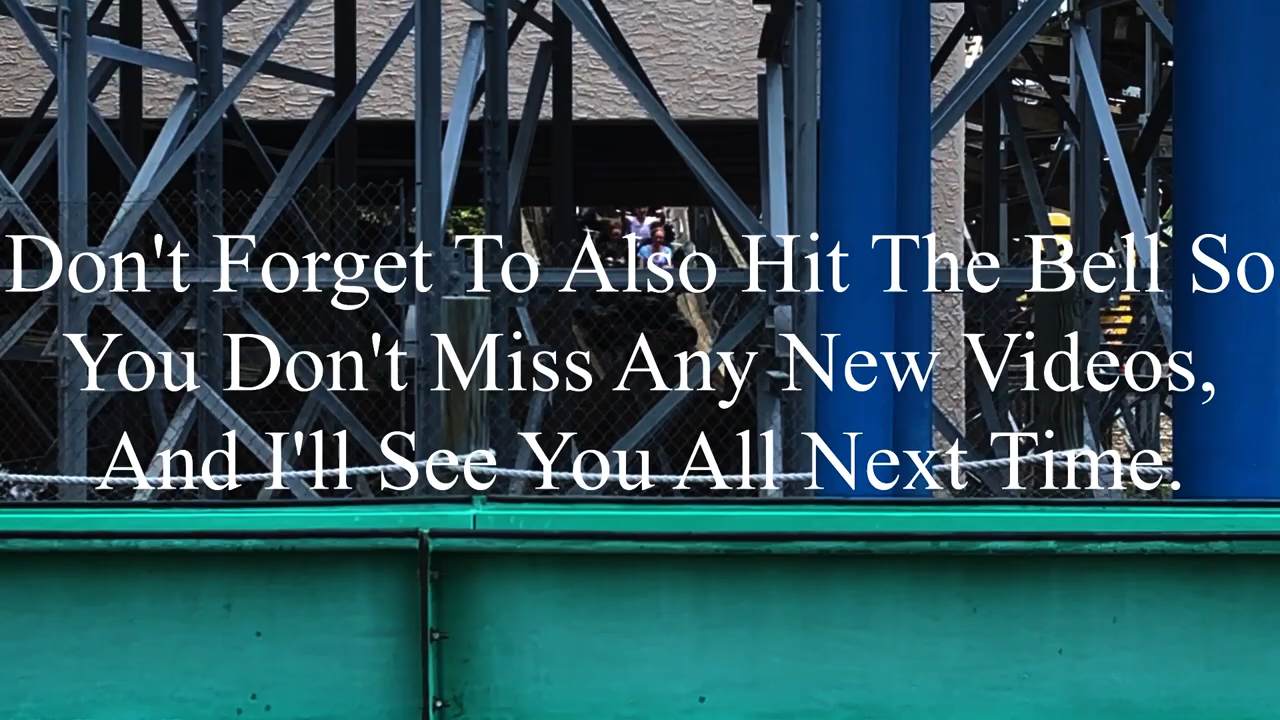 Don't Forget To Also Hit The Bell So
You Don't Miss Any New Videos,
And I'll See You All Next Time.